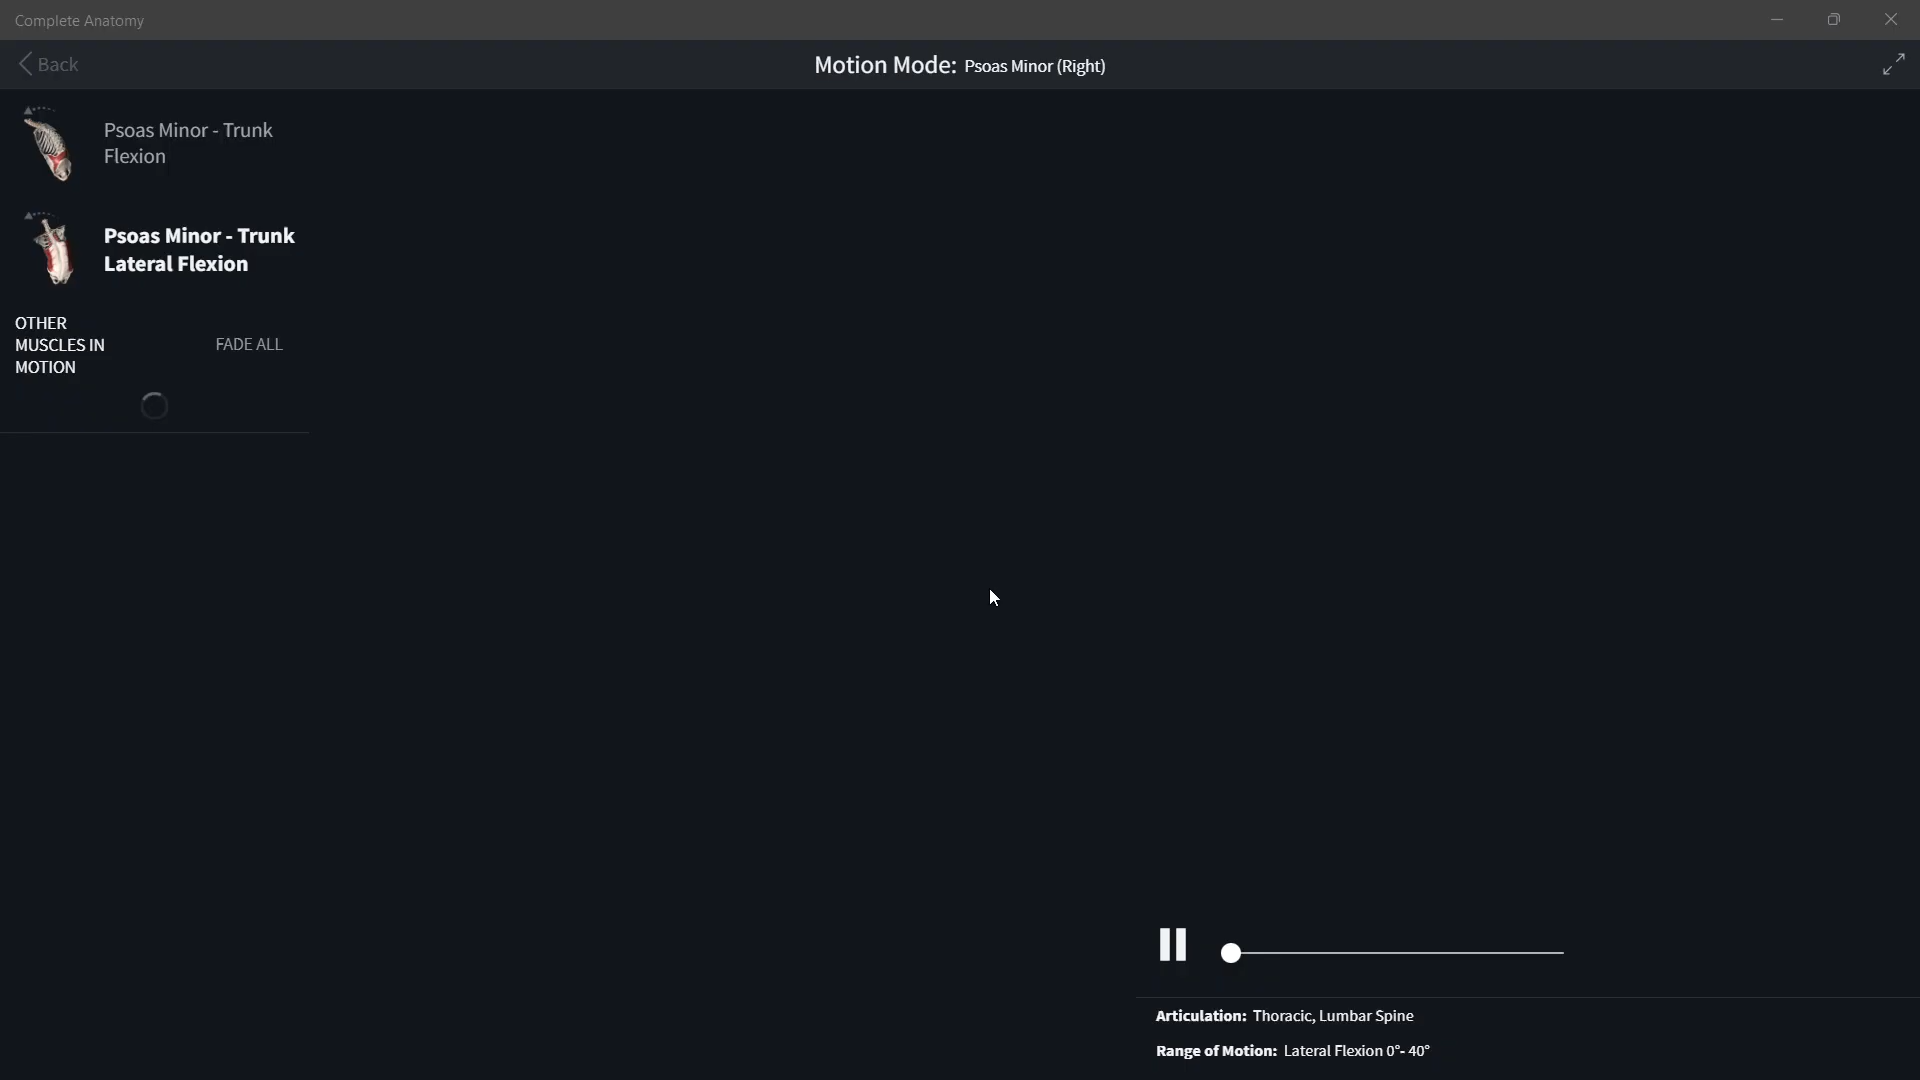 Complete Anatomy
Back
Motion Mode: Psoas Minor (Right)
Psoas Minor - Trunk
Flexion
Psoas Minor - Trunk
Lateral Flexion
OTHER
MUSCLES IN
MOTION
FADE ALL
Articulation: Thoracic, Lumbar Spine
Range of Motion: Lateral Flexion 0°- 40°